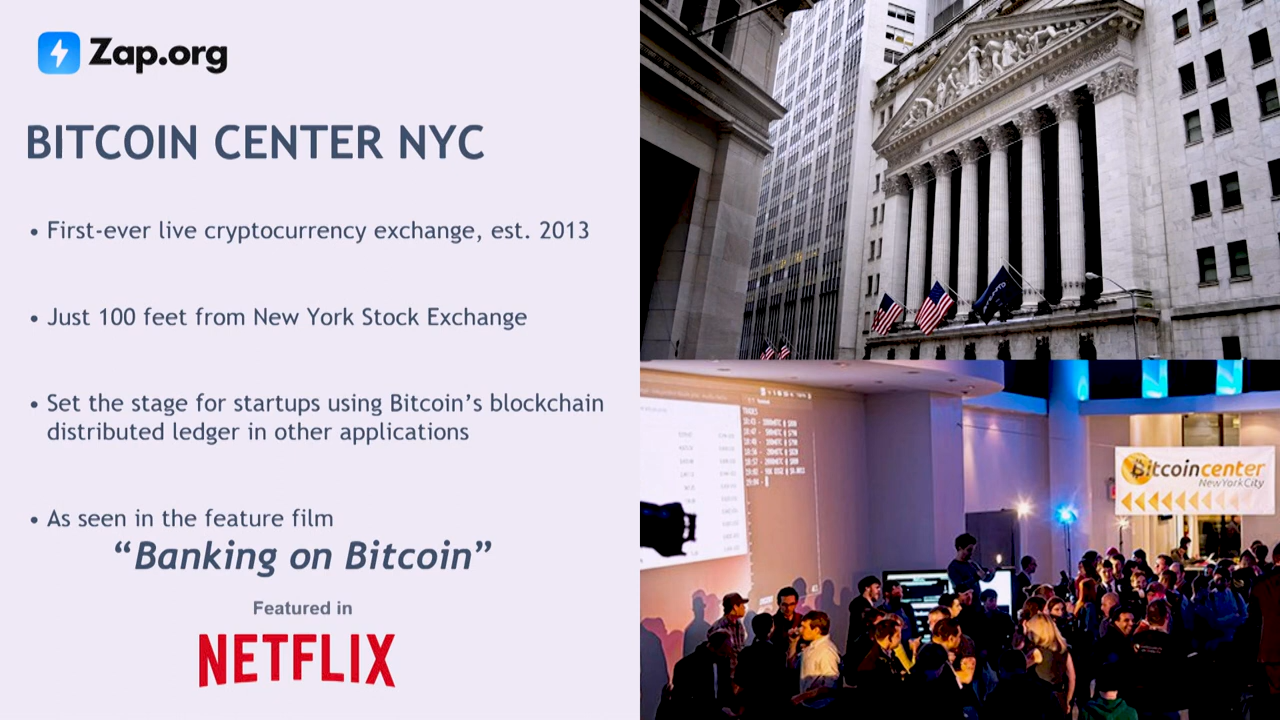 Zap.org
BITCOIN CENTER NYC
• First-ever live cryptocurrency exchange, est. 2013
• Just 100 feet from New York Stock Exchange
• Set the stage for startups using Bitcoin’s blockchain
distributed ledger in other applications
• As seen in the feature film
“Banking on Bitcoin”
Featured in
NETFLIX
Bitcoincenter
NewYorkCity